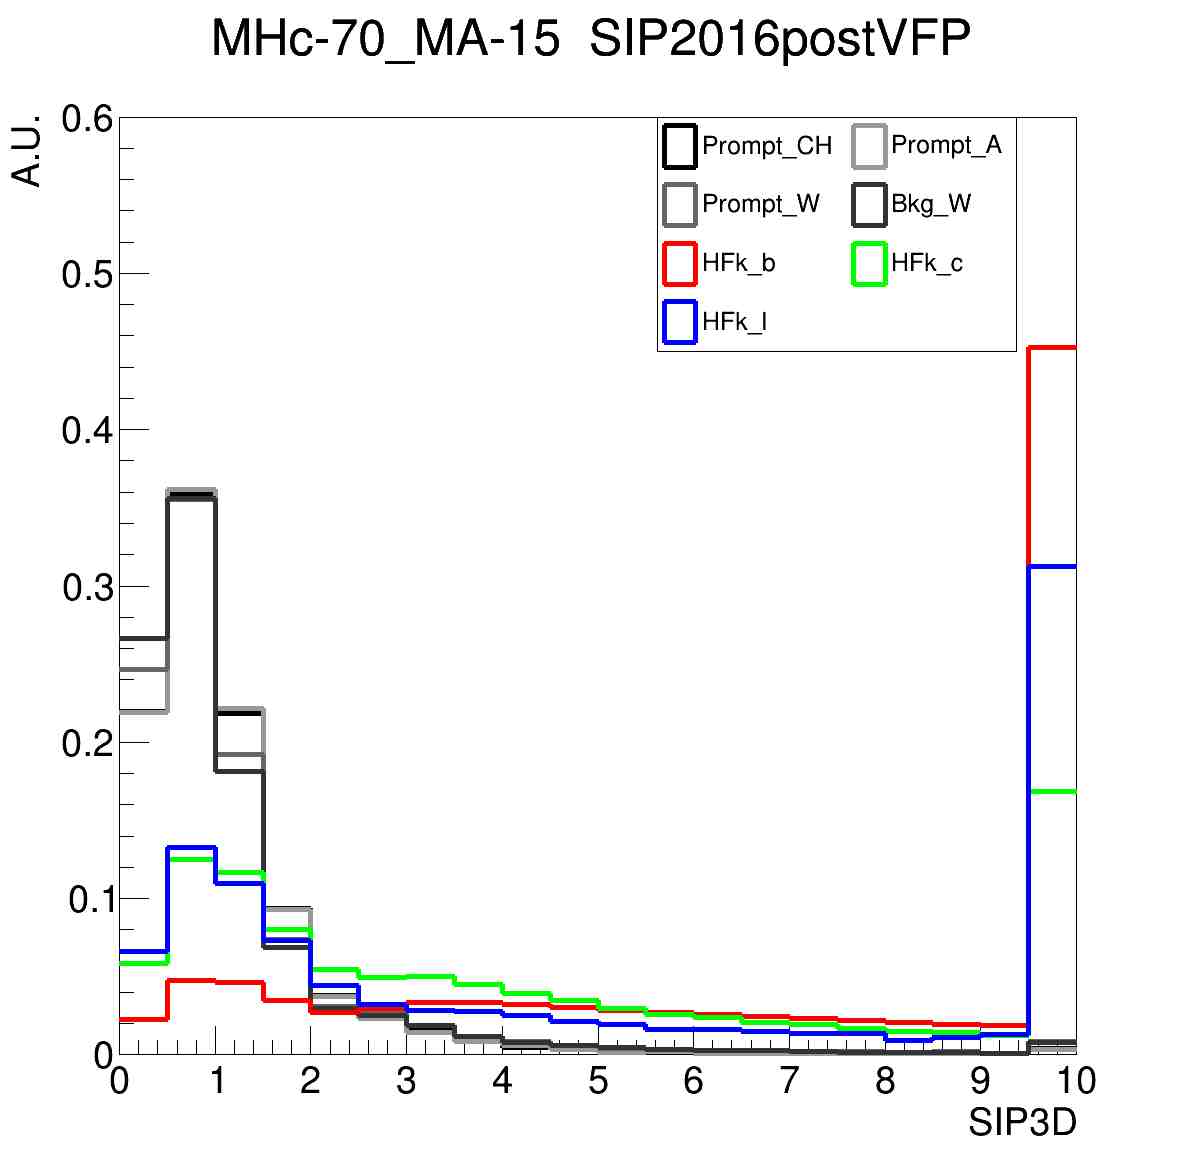 MHc-70_MA-15 SIP2016postVFP
A.U.
0.6
0.5
0.4
0.3
0.2
0.1
0
Prompt_CH Prompt_A
Prompt_W Bkg_W
HFk_b HFk_c
HFk_l
0 1 2 3 4 5 6 7 8 9 10
SIP3D